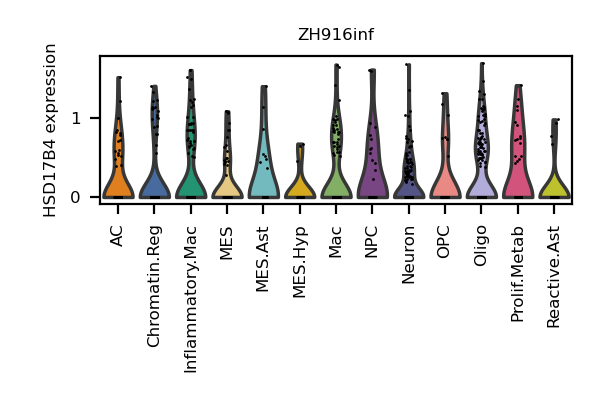 ZH916inf
HSD17B4 expression
1
0
AC
Chromatin.Reg
Inflammatory.Mac
MES
MES.Ast
MES.Hyp
Mac
NPC
Neuron
OPC
Oligo
Prolif.Metab
Reactive.Ast